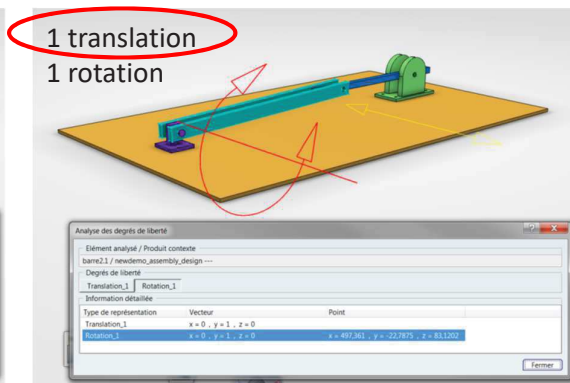 1 translation
1 rotation
Analyse des degrés de liberté
Elément analysé / Produit contexte
barre2.1 / newdemo_assembly_design ---
Degrés de liberté
Translation_1 Rotation_1
Information détaillée
Type de représentation Vecteur Point
Translation_1 x = 0 , y = 1 , z = 0
Rotation_1 x = 0 , y = 1 , z = 0 x = 497,361 , y = -22,7875 , z = 83,1202
Fermer